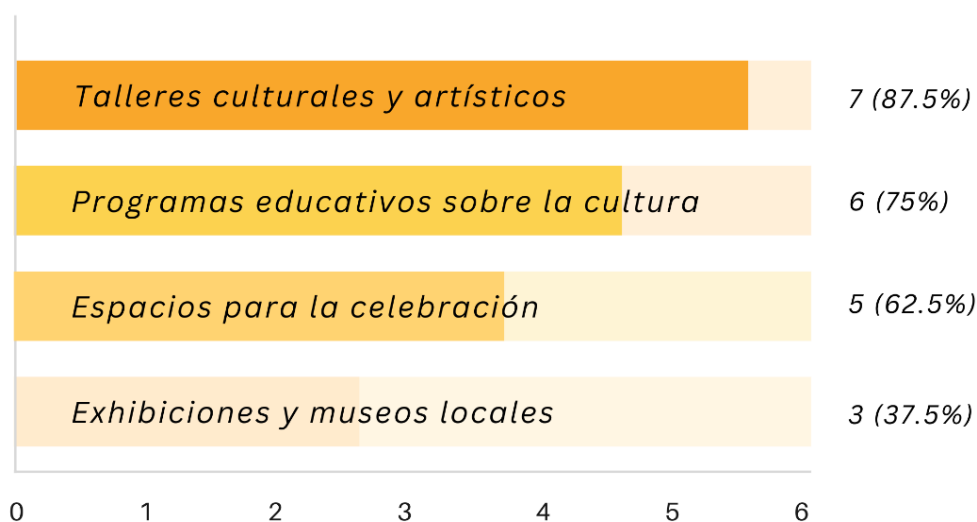 Talleres culturales y artísticos 7 (87.5%)
Programas educativos sobre la cultura 6 (75%)
Espacios para la celebración 5 (62.5%)
Exhibiciones y museos locales 3 (37.5%)
0 1 2 3 4 5 6